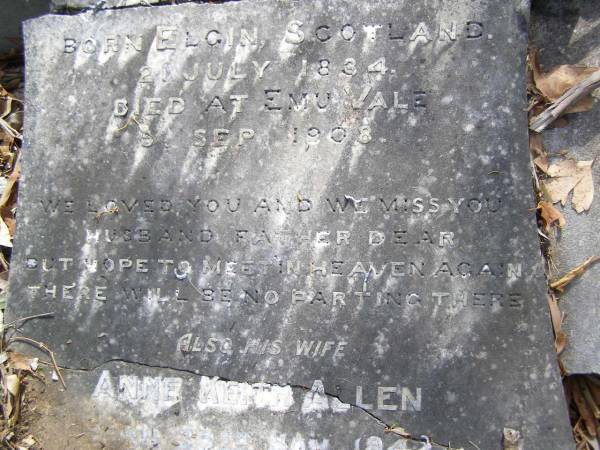 BORN ELGIN, SCOTLAND.
21 JULY 1834.
DIED AT EMU VALE
SEP. 1908.
WE LOVED YOU AND WE MISS YOU
HUSBAND FATHER DEAR
BUT HOPE TO MEET IN HEAVEN AGAIN
THERE WILL BE NO PARTING THERE
ALSO HIS WIFE
ANNE KEITH ALLEN